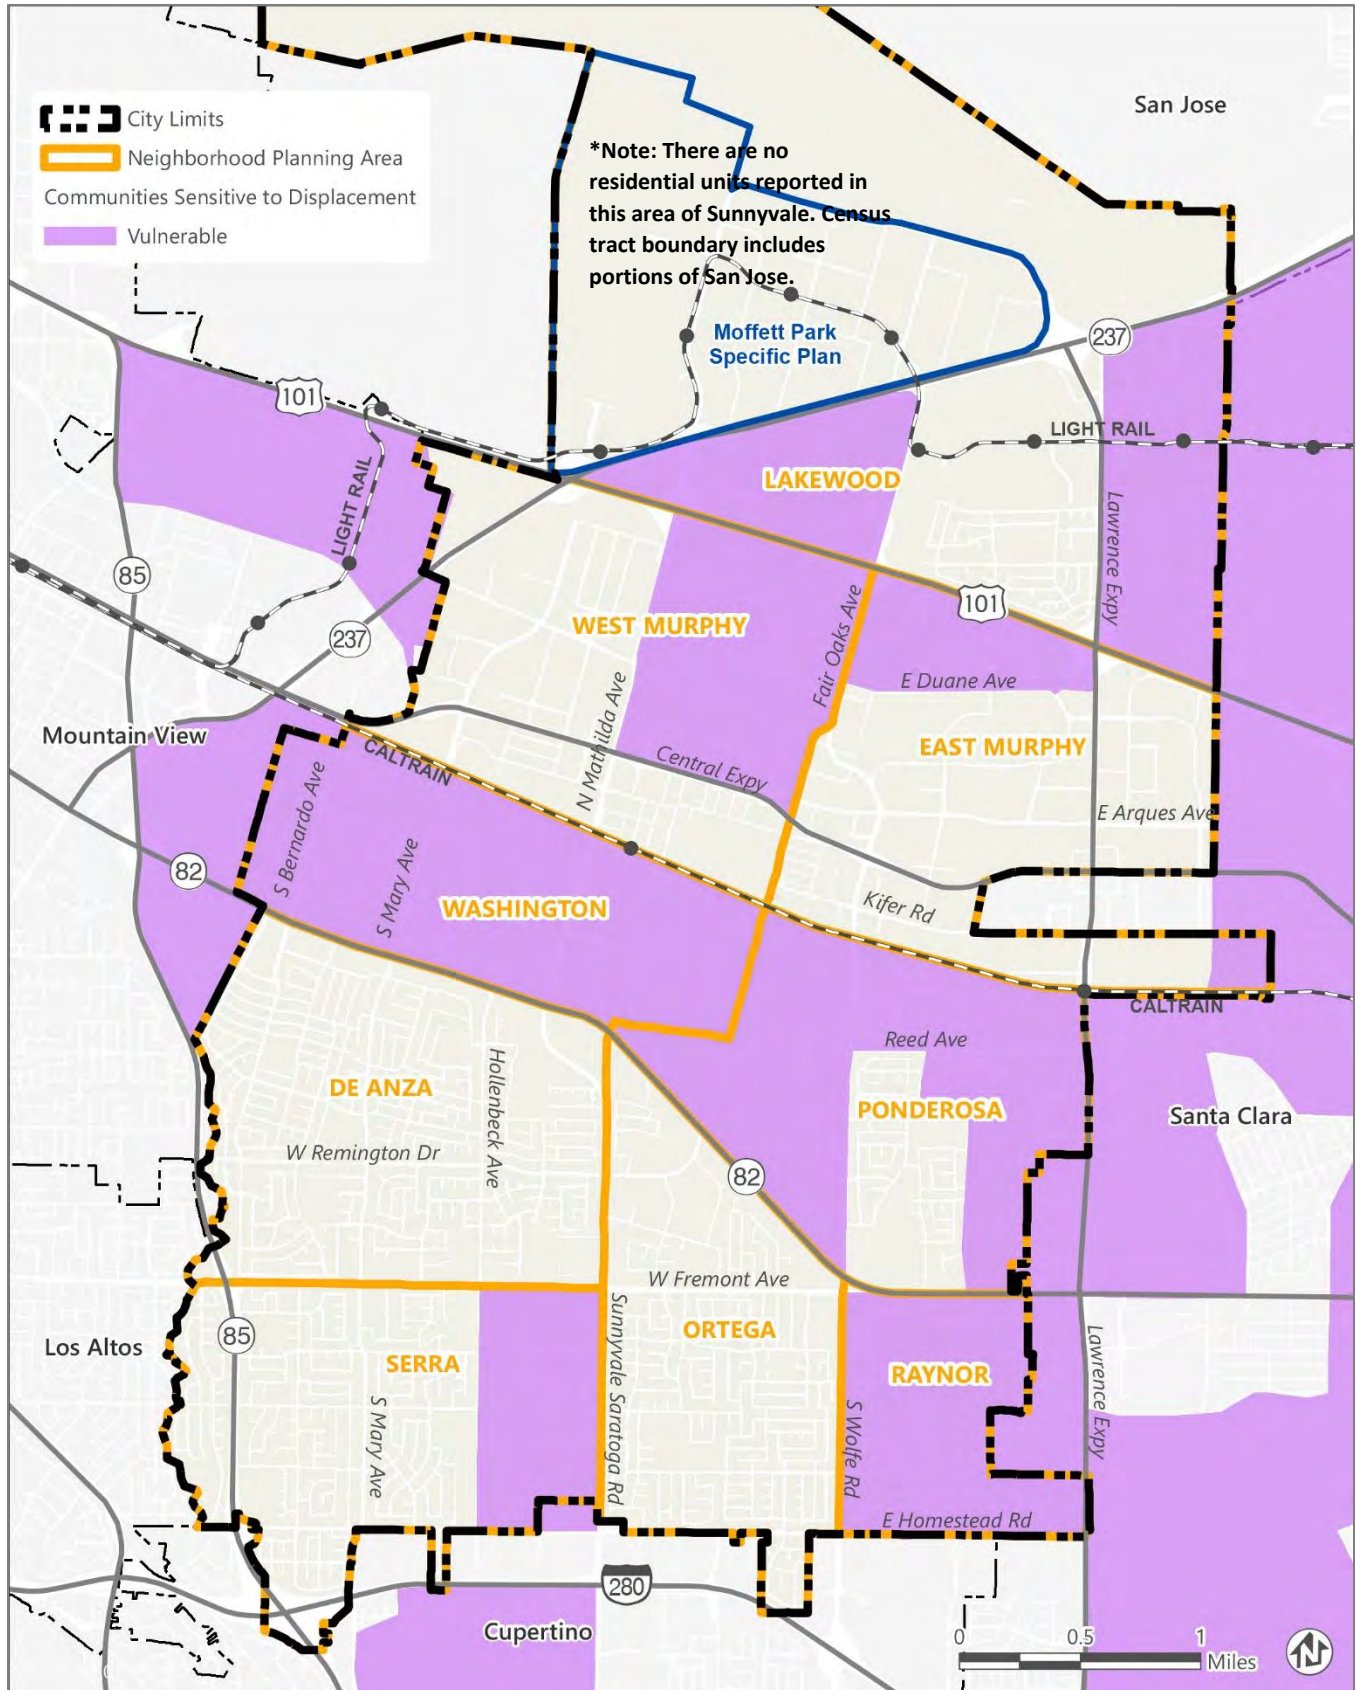 San Jose
City Limits
Neighborhood Planning Area
Communities Sensitive to Displacement
Vulnerable
*Note: There are no
residential units reported in
this area of Sunnyvale. Census
tract boundary includes
portions of San Jose.
Moffett Park
Specific Plan
237
101
LIGHT RAIL
LAKEWOOD
LIGHT RAIL
Lawrence Expy
85
101
237
WEST MURPHY
Fair Oaks Ave
E Duane Ave
N Mathilda Ave
Mountain View
CALTRAIN
Central Expy
EAST MURPHY
E Arques Ave
S Bernardo Ave
82
S Mary Ave
WASHINGTON
Kifer Rd
CALTRAIN
Reed Ave
Hollenbeck Ave
DE ANZA
PONDEROSA
Santa Clara
W Remington Dr
82
W Fremont Ave
Los Altos
85
SERRA
Sunnyvale Saratoga Rd
ORTEGA
RAYNOR
S Mary Ave
S Wolfe Rd
Lawrence Expy
E Homestead Rd
280
Cupertino
0 0.5 1
Miles
N